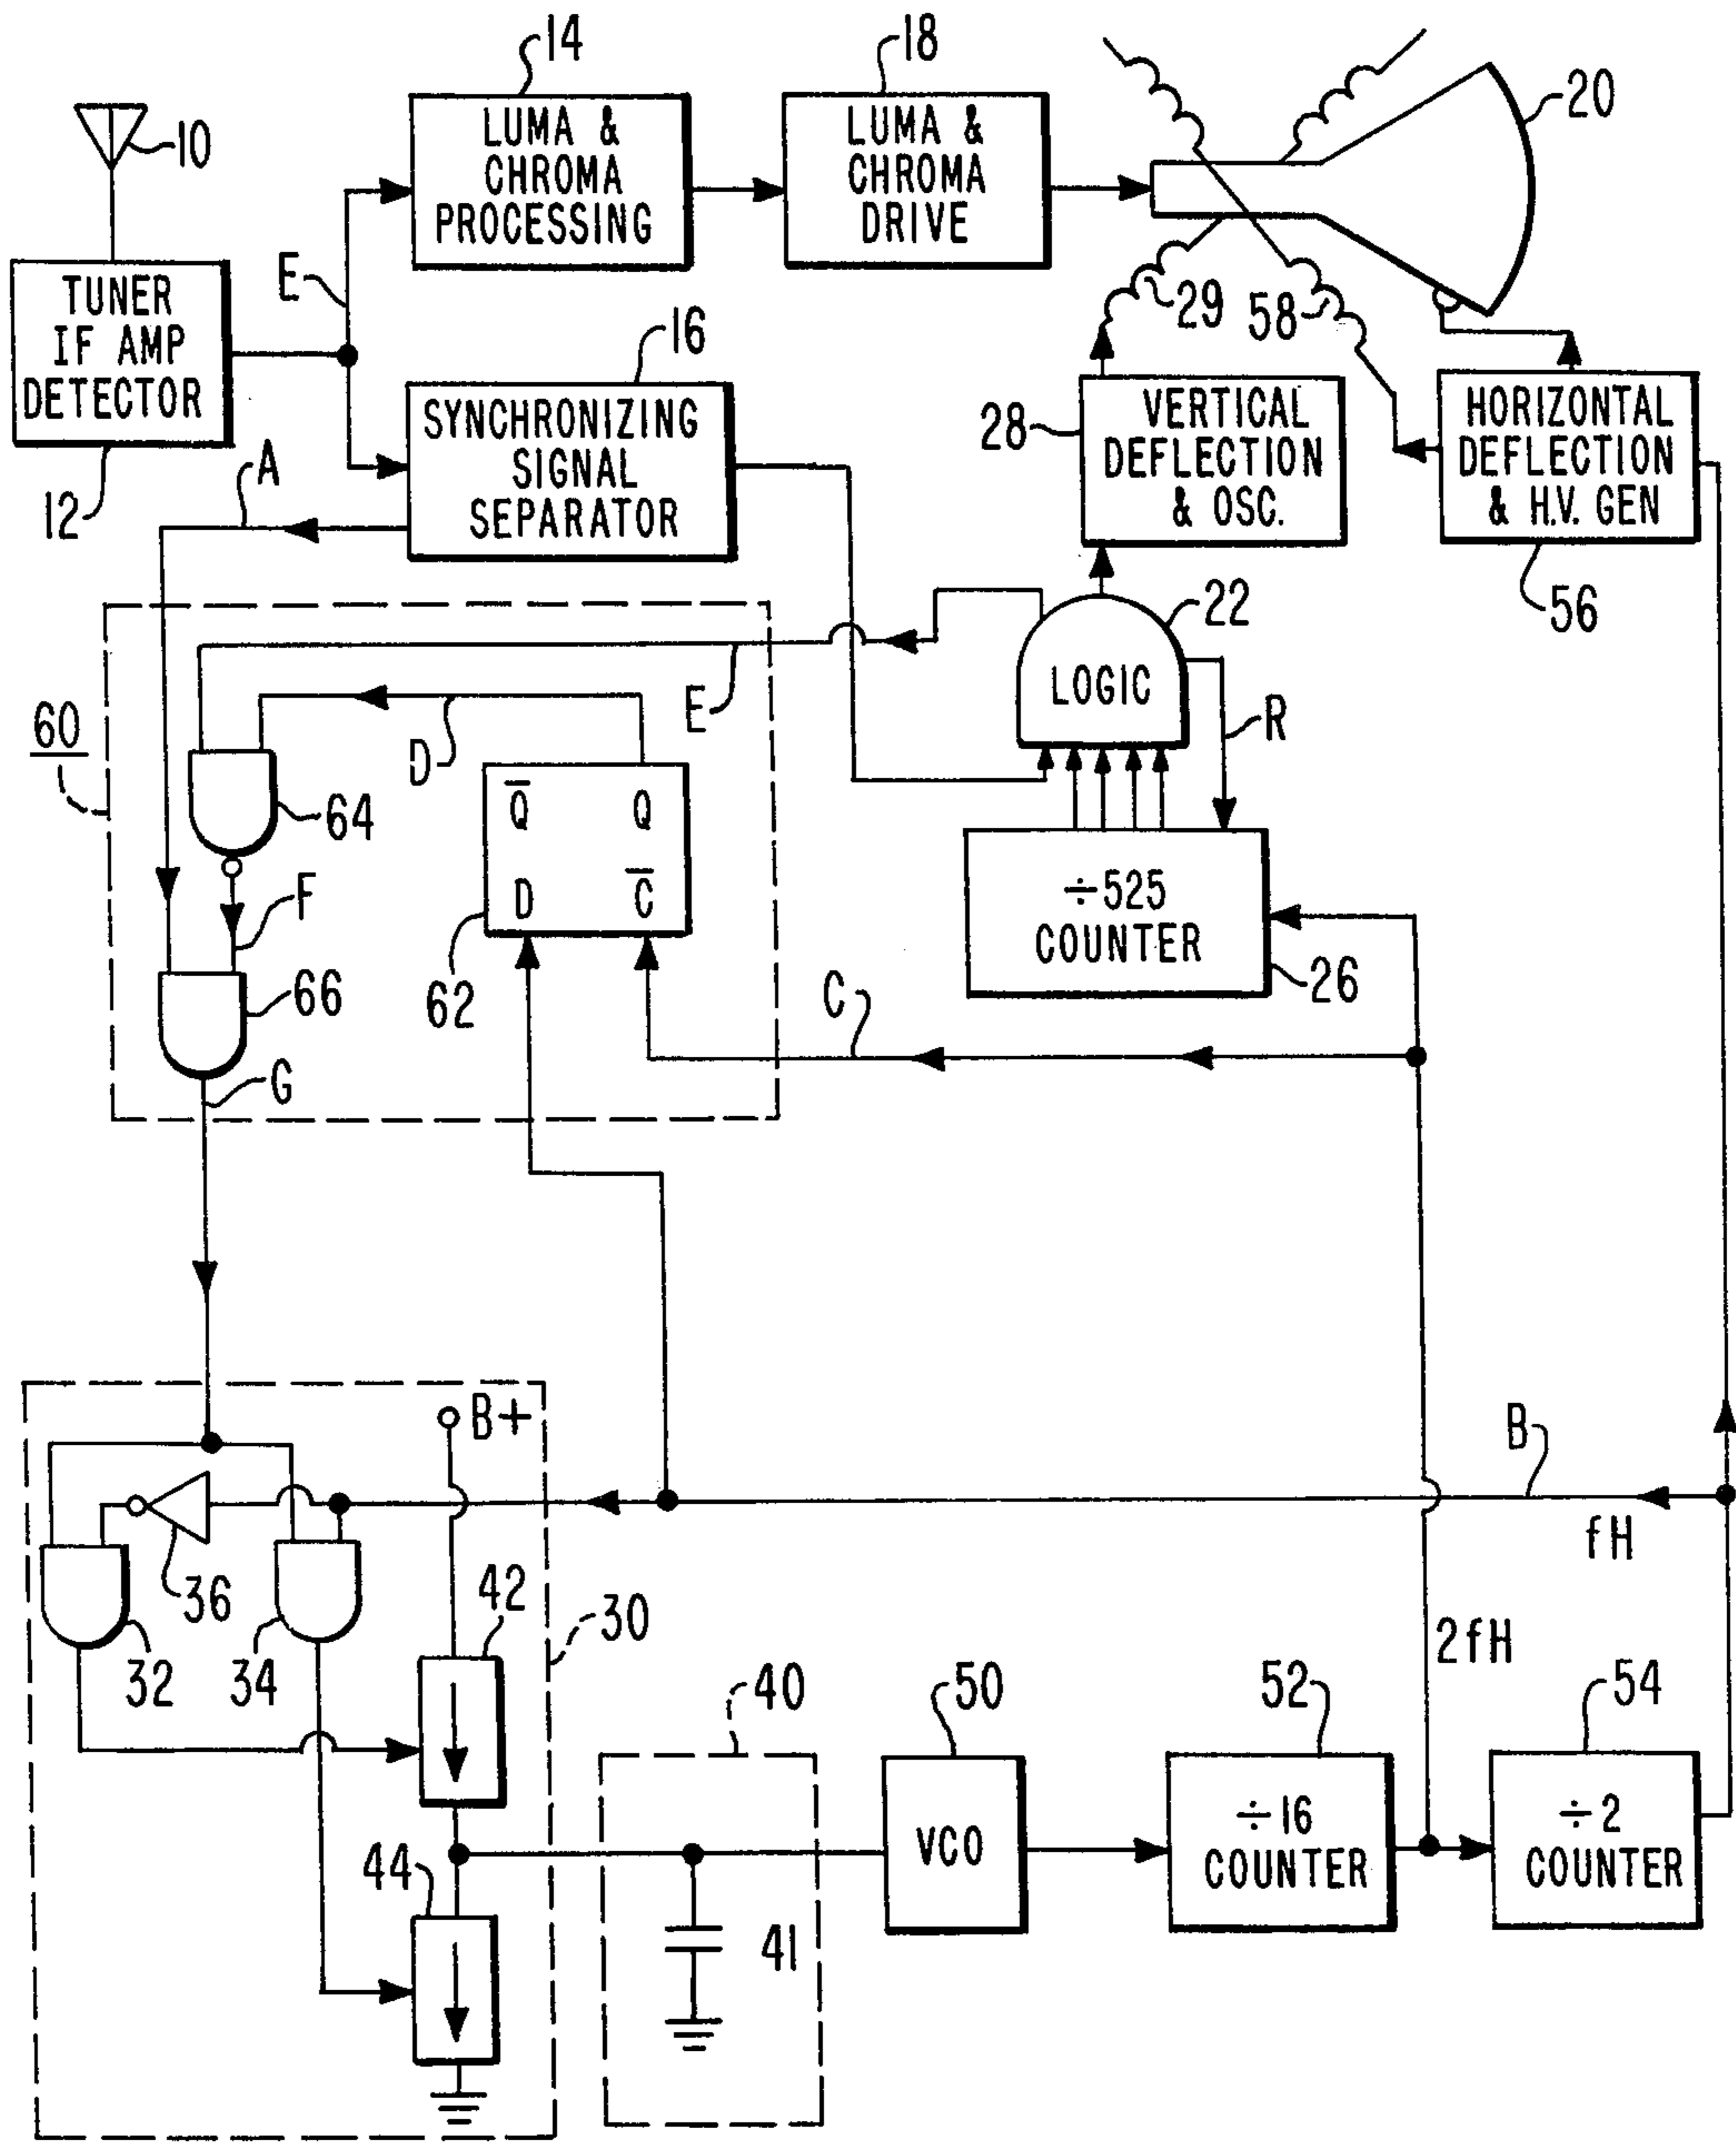 14
18
20
10
LUMA &
CHROMA
PROCESSING
LUMA &
CHROMA
DRIVE
TUNER
IF AMP
DETECTOR
12
E
16
29
58
SYNCHRONIZING
SIGNAL
SEPARATOR
A
28
VERTICAL
DEFLECTION
& OSC.
HORIZONTAL
DEFLECTION
& H.V. GEN
56
22
LOGIC
R
E
D
60
64
Q̅ Q
D C̅
62
F
66
G
÷525
COUNTER
26
C
B+
B
fH
36
32
34
42
30
2fH
40
50
52
54
44
41
VCO
÷16
COUNTER
÷2
COUNTER